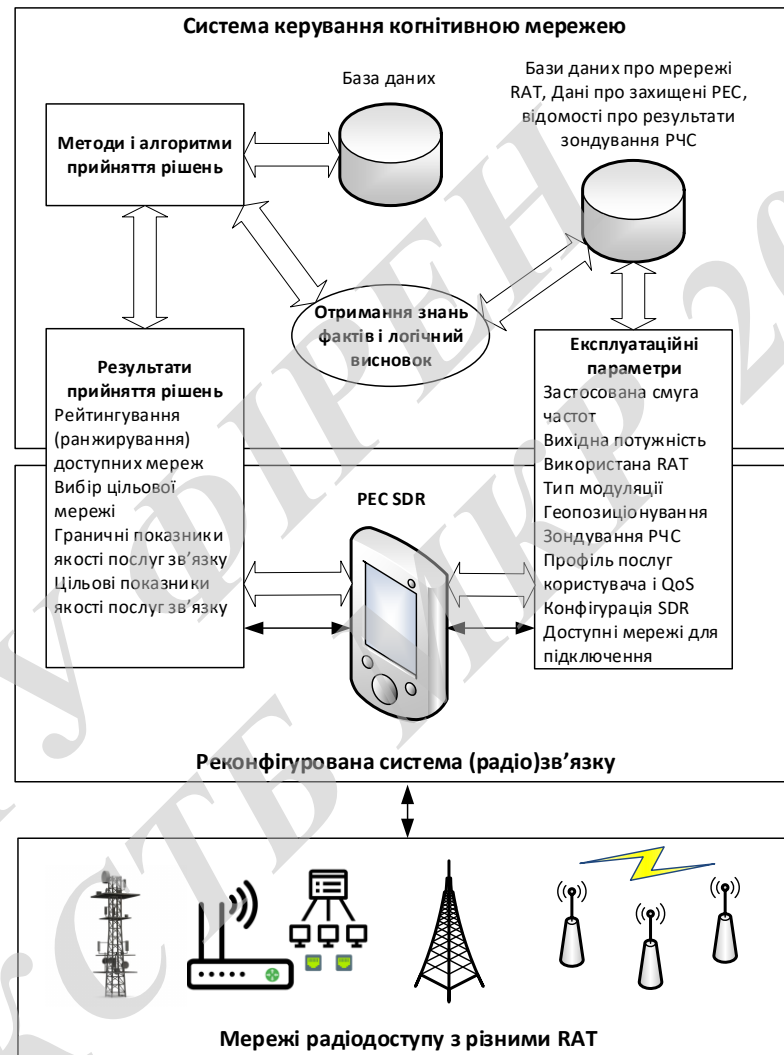 Система керування когнітивною мережею
База даних
Бази даних про мрережі
RAT, Дані про захищені РЕС,
відомості про результати
зондування РЧС
Методи і алгоритми
прийняття рішень
Отримання знань
фактів і логічний
висновок
Результати
прийняття рішень
Рейтингування
(ранжирування)
доступних мереж
Вибір цільової
мережі
Граничні показники
якості послуг зв’язку
Цільові показники
якості послуг зв’язку
Експлуатаційні
параметри
Застосована смуга
частот
Вихідна потужність
Використана RAT
Тип модуляції
Геопозиціонування
Зондування РЧС
Профіль послуг
користувача і QoS
Конфігурація SDR
Доступні мережі для
підключення
РЕС SDR
Реконфігурована система (радіо)зв’язку
Мережі радіодоступу з різними RAT
У ФІРЕН
КСТБ МКР 20